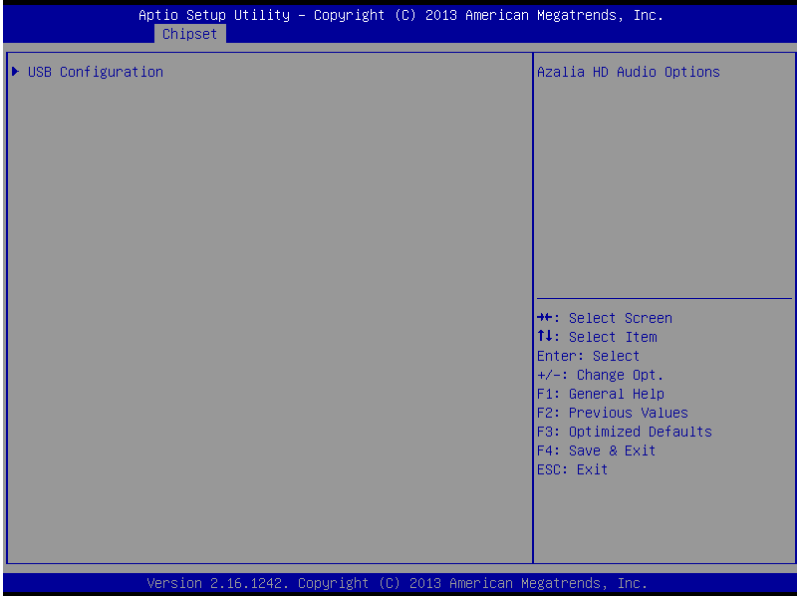 Aptio Setup Utility – Copyright (C) 2013 American Megatrends, Inc.
Chipset
USB Configuration
Azalia HD Audio Options
→←: Select Screen
↑↓: Select Item
Enter: Select
+/-: Change Opt.
F1: General Help
F2: Previous Values
F3: Optimized Defaults
F4: Save & Exit
ESC: Exit
Version 2.16.1242. Copyright (C) 2013 American Megatrends, Inc.